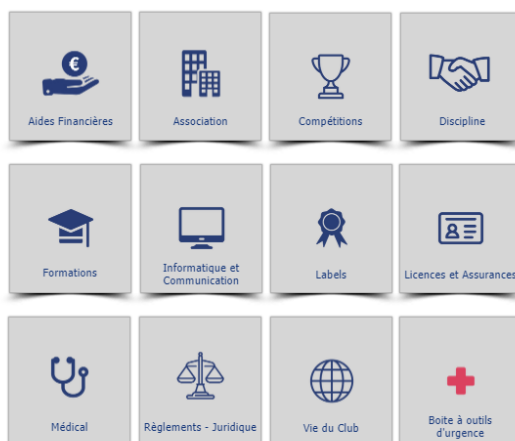 €
Aides Financières
Association
Compétitions
Discipline
Formations
Informatique et
Communication
Labels
Licences et Assurances
Médical
Règlements - Juridique
Vie du Club
Boite à outils
d'urgence